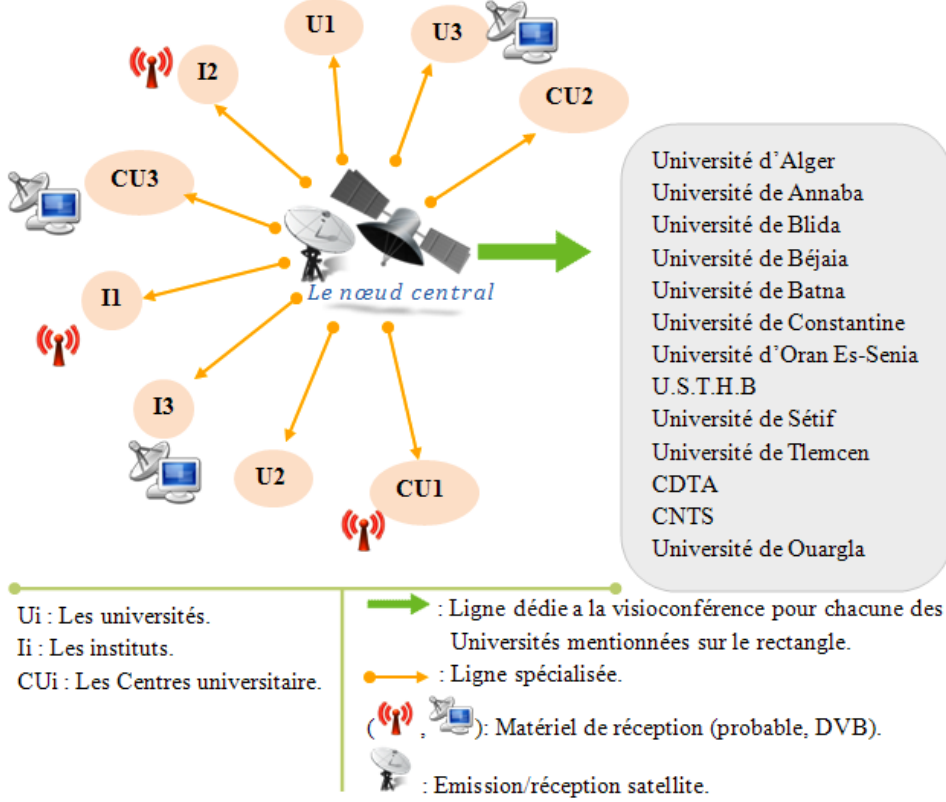 U1
U3
I2
CU2
CU3
I1
I3
U2
CU1
Le nœud central
Université d'Alger
Université de Annaba
Université de Blida
Université de Béjaia
Université de Batna
Université de Constantine
Université d'Oran Es-Senia
U.S.T.H.B
Université de Sétif
Université de Tlemcen
CDTA
CNTS
Université de Ouargla
Ui : Les universités.
Ii : Les instituts.
CUi : Les Centres universitaire.
: Ligne dédie a la visioconférence pour chacune des
Universités mentionnées sur le rectangle.
: Ligne spécialisée.
( , ): Matériel de réception (probable, DVB).
: Emission/réception satellite.